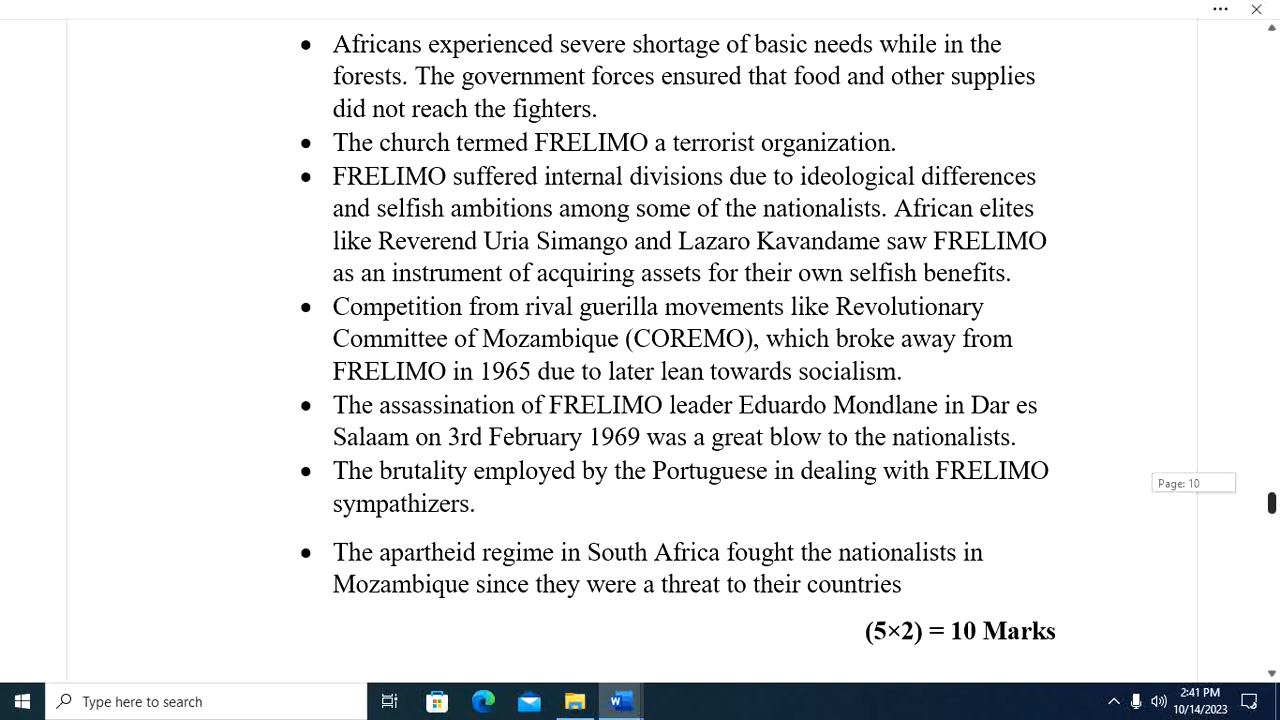 • Africans experienced severe shortage of basic needs while in the
forests. The government forces ensured that food and other supplies
did not reach the fighters.
• The church termed FRELIMO a terrorist organization.
• FRELIMO suffered internal divisions due to ideological differences
and selfish ambitions among some of the nationalists. African elites
like Reverend Uria Simango and Lazaro Kavandame saw FRELIMO
as an instrument of acquiring assets for their own selfish benefits.
• Competition from rival guerilla movements like Revolutionary
Committee of Mozambique (COREMO), which broke away from
FRELIMO in 1965 due to later lean towards socialism.
• The assassination of FRELIMO leader Eduardo Mondlane in Dar es
Salaam on 3rd February 1969 was a great blow to the nationalists.
• The brutality employed by the Portuguese in dealing with FRELIMO
sympathizers.
Page: 10
• The apartheid regime in South Africa fought the nationalists in
Mozambique since they were a threat to their countries
(5×2) = 10 Marks
Type here to search
W
2:41 PM
10/14/2023